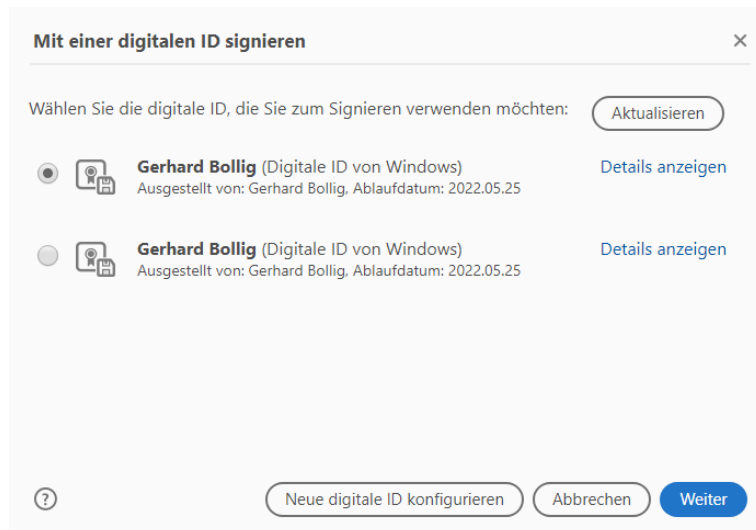 Mit einer digitalen ID signieren
Wählen Sie die digitale ID, die Sie zum Signieren verwenden möchten:
Aktualisieren
Gerhard Bollig (Digitale ID von Windows)
Details anzeigen
Ausgestellt von: Gerhard Bollig, Ablaufdatum: 2022.05.25
Gerhard Bollig (Digitale ID von Windows)
Details anzeigen
Ausgestellt von: Gerhard Bollig, Ablaufdatum: 2022.05.25
?
Neue digitale ID konfigurieren
Abbrechen
Weiter